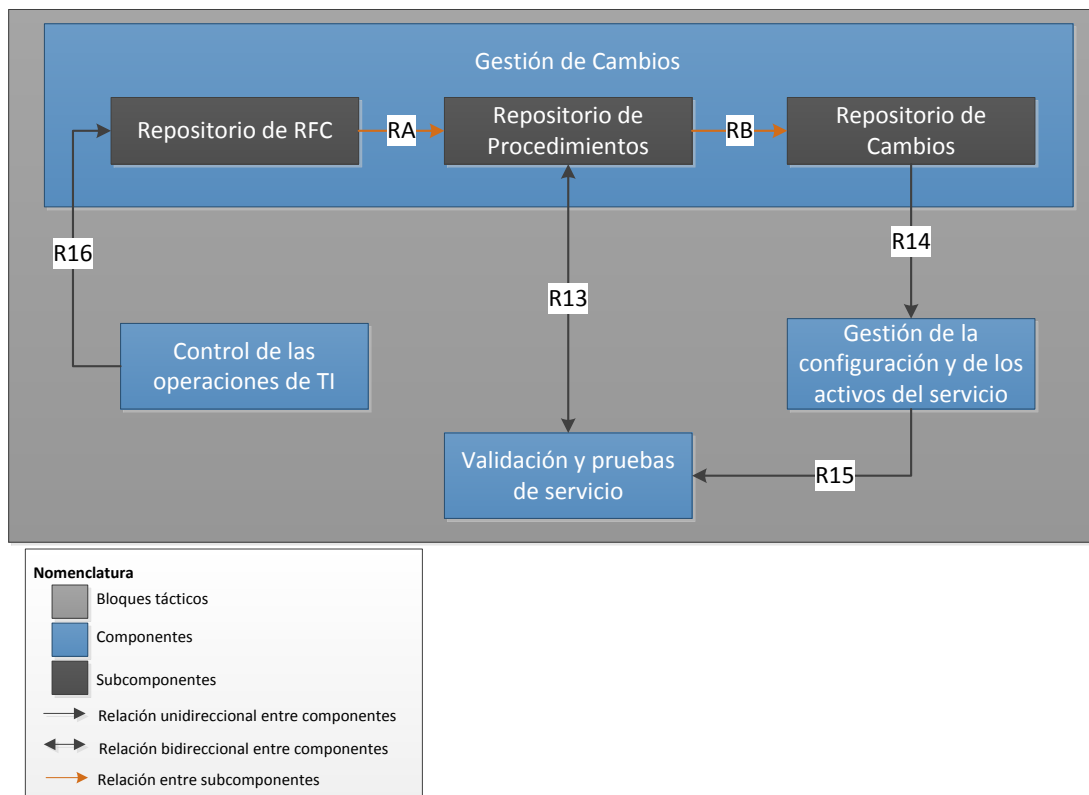 Gestión de Cambios
Repositorio de RFC
RA
Repositorio de
Procedimientos
RB
Repositorio de
Cambios
R16
R14
R13
Control de las
operaciones de TI
Gestión de la
configuración y de los
activos del servicio
Validación y pruebas
de servicio
R15
Nomenclatura
Bloques tácticos
Componentes
Subcomponentes
Relación unidireccional entre componentes
Relación bidireccional entre componentes
Relación entre subcomponentes